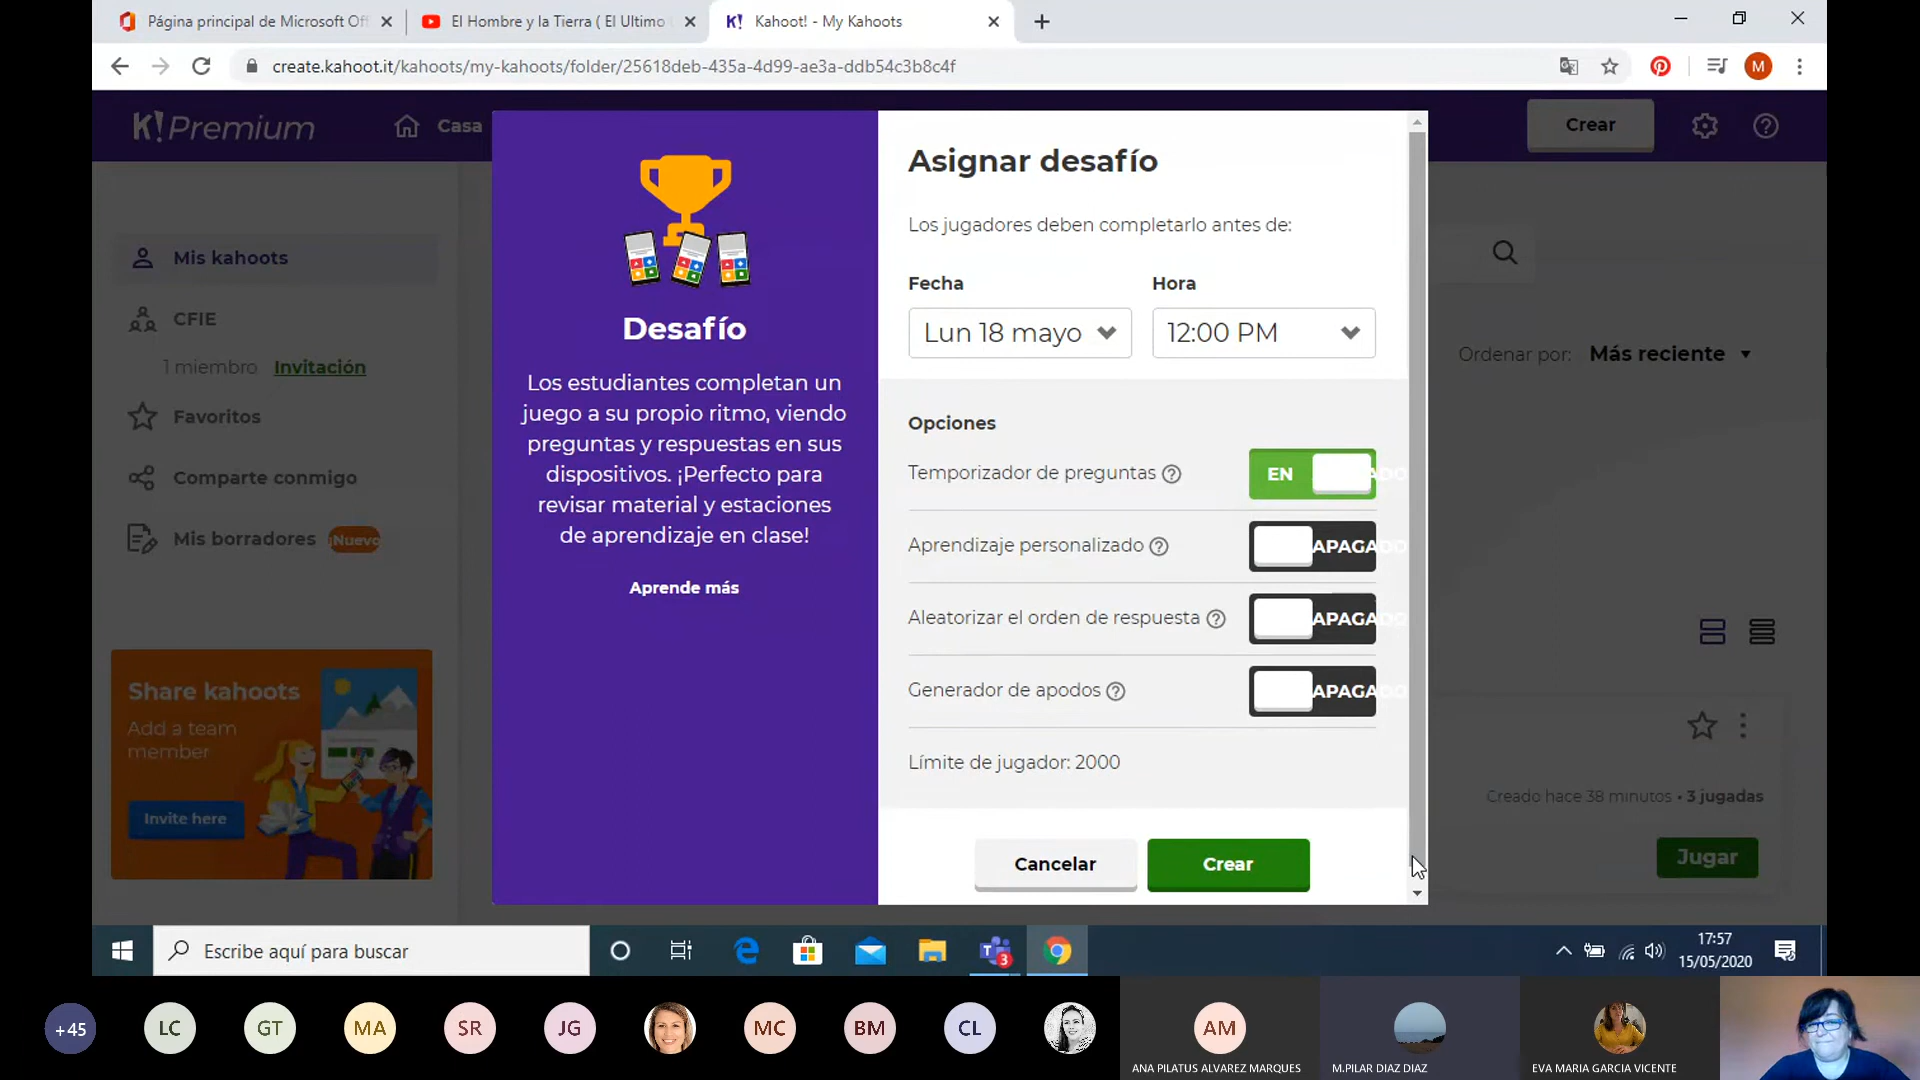 Página principal de Microsoft Off
El Hombre y la Tierra ( El Ultimo
K! Kahoot! - My Kahoots
create.kahoot.it/kahoots/my-kahoots/folder/25618deb-435a-4d99-ae3a-ddb54c3b8c4f
M
K! Premium
Casa
Crear
Mis kahoots
CFIE
1 miembro Invitación
Favoritos
Comparte conmigo
Mis borradores ¡Nuevo
Share kahoots
Add a team
member
Invite here
Desafío
Los estudiantes completan un
juego a su propio ritmo, viendo
preguntas y respuestas en sus
dispositivos. ¡Perfecto para
revisar material y estaciones
de aprendizaje en clase!
Aprende más
Asignar desafío
Los jugadores deben completarlo antes de:
Fecha
Hora
Lun 18 mayo
12:00 PM
Opciones
Temporizador de preguntas
EN
Aprendizaje personalizado
APAGADO
Aleatorizar el orden de respuesta
APAGADO
Generador de apodos
APAGADO
Límite de jugador: 2000
Cancelar
Crear
Ordenar por: Más reciente
Creado hace 38 minutos • 3 jugadas
Jugar
Escribe aquí para buscar
T
3
17:57
15/05/2020
+45
LC
GT
MA
SR
JG
MC
BM
CL
AM
ANA PILATUS ALVAREZ MARQUES
M.PILAR DIAZ DIAZ
EVA MARIA GARCIA VICENTE